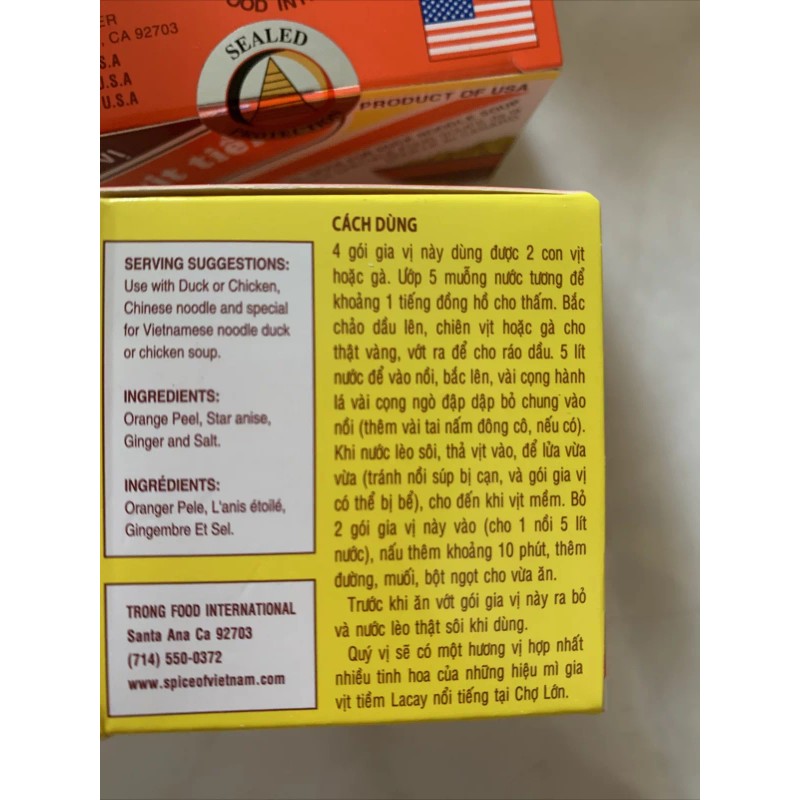 FOOD INT
ER
, CA 92703
S.A
U.S.A
U.S.A
SEALED
PROTECTED
PRODUCT OF USA
VỊ
vịt tiềm
CÁCH DÙNG
4 gói gia vị này dùng được 2 con vịt
hoặc gà. Ướp 5 muỗng nước tương để
khoảng 1 tiếng đồng hồ cho thấm. Bắc
chảo dầu lên, chiên vịt hoặc gà cho
thật vàng, vớt ra để cho ráo dầu. 5 lít
nước để vào nồi, bắc lên, vài cọng hành
lá vài cọng ngò đập dập bỏ chung vào
nồi (thêm vài tai nấm đông cô, nếu có).
Khi nước lèo sôi, thả vịt vào, để lửa vừa
vừa (tránh nồi súp bị cạn, và gói gia vị
có thể bị bể), cho đến khi vịt mềm. Bỏ
2 gói gia vị này vào (cho 1 nồi 5 lít
nước), nấu thêm khoảng 10 phút, thêm
đường, muối, bột ngọt cho vừa ăn.
Trước khi ăn vớt gói gia vị này ra bỏ
và nước lèo thật sôi khi dùng.
Quý vị sẽ có một hương vị hợp nhất
nhiều tinh hoa của những hiệu mì gia
vịt tiềm Lacay nổi tiếng tại Chợ Lớn.
SERVING SUGGESTIONS:
Use with Duck or Chicken,
Chinese noodle and special
for Vietnamese noodle duck
or chicken soup.
INGREDIENTS:
Orange Peel, Star anise,
Ginger and Salt.
INGRÉDIENTS:
Oranger Pele, L'anis étoilé,
Gingembre Et Sel.
TRONG FOOD INTERNATIONAL
Santa Ana Ca 92703
(714) 550-0372
www.spiceofvietnam.com